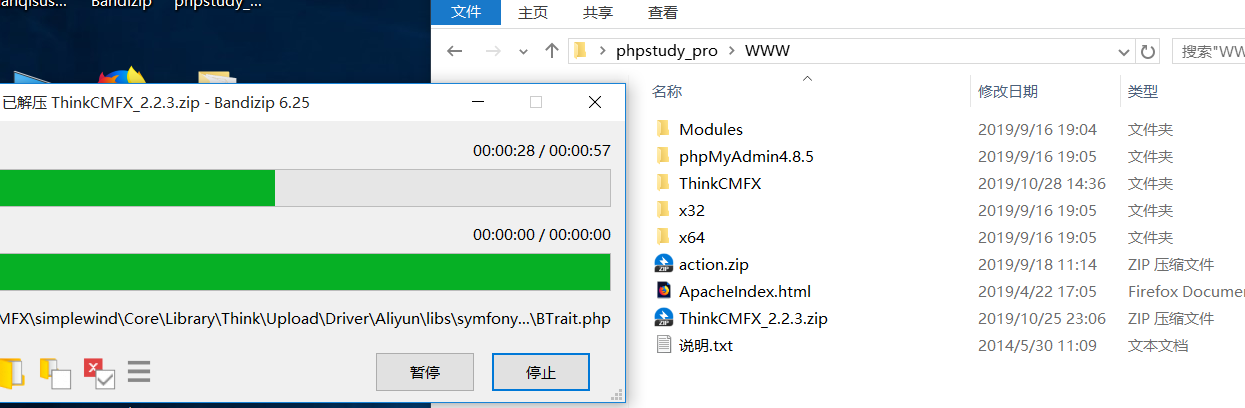 Bandizip
phpstudy_...
文件 主页 共享 查看
phpstudy_pro WWW
搜索"WW
已解压 ThinkCMFX_2.2.3.zip - Bandizip 6.25
00:00:28 / 00:00:57
00:00:00 / 00:00:00
MFX\simplewind\Core\Library\Think\Upload\Driver\Aliyun\libs\symfony...\BTrait.php
暂停 停止
名称 修改日期 类型
Modules 2019/9/16 19:04 文件夹
phpMyAdmin4.8.5 2019/9/16 19:05 文件夹
ThinkCMFX 2019/10/28 14:36 文件夹
x32 2019/9/16 19:05 文件夹
x64 2019/9/16 19:05 文件夹
ZIP action.zip 2019/9/18 11:14 ZIP 压缩文件
ApacheIndex.html 2019/4/22 17:05 Firefox Docume
ZIP ThinkCMFX_2.2.3.zip 2019/10/25 23:06 ZIP 压缩文件
说明.txt 2014/5/30 11:09 文本文档